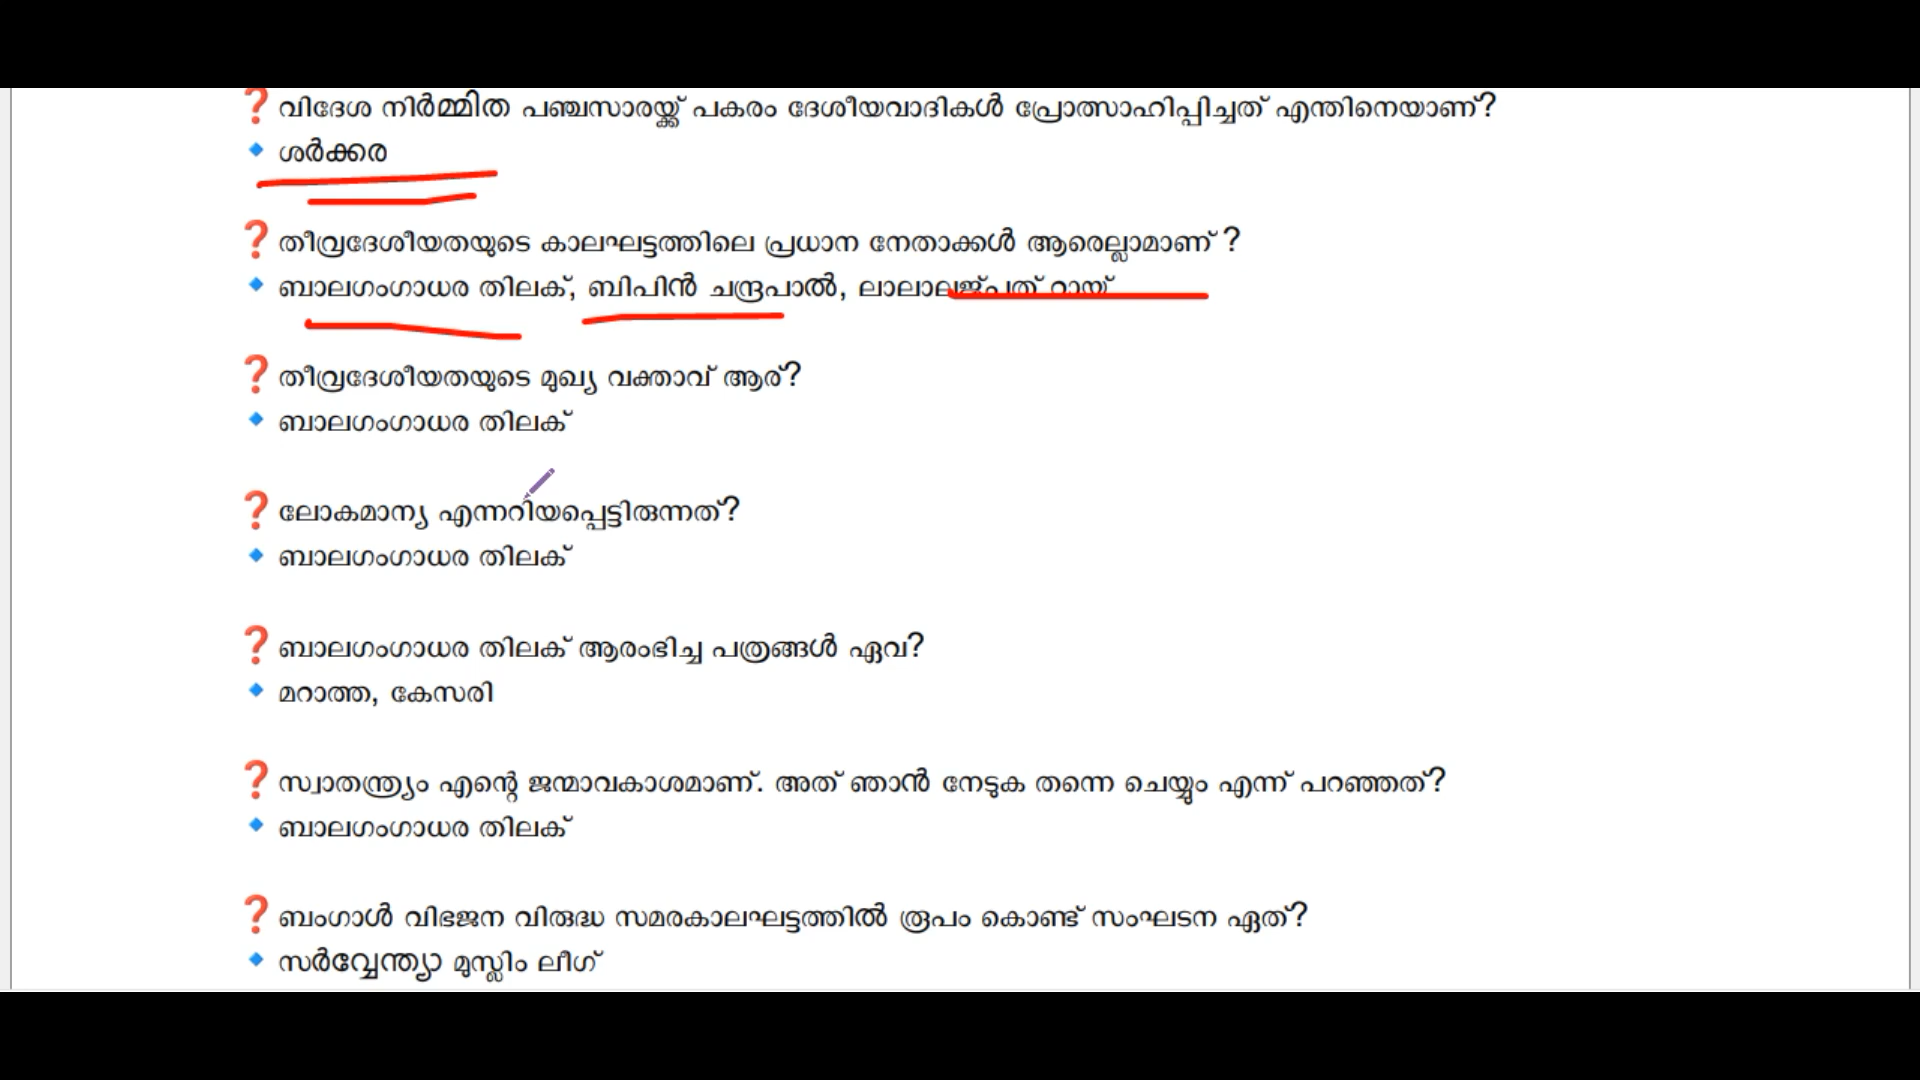 ❓വിദേശ നിർമ്മിത പഞ്ചസാരയ്ക്ക് പകരം ദേശീയവാദികൾ പ്രോത്സാഹിപ്പിച്ചത് എന്തിനെയാണ്?
🔹ശർക്കര
❓തീവ്രദേശീയതയുടെ കാലഘട്ടത്തിലെ പ്രധാന നേതാക്കൾ ആരെല്ലാമാണ് ?
🔹ബാലഗംഗാധര തിലക്, ബിപിൻ ചന്ദ്രപാൽ, ലാലാലജ്പത് റായ്
❓തീവ്രദേശീയതയുടെ മുഖ്യ വക്താവ് ആര്?
🔹ബാലഗംഗാധര തിലക്
❓ലോകമാന്യ എന്നറിയപ്പെട്ടിരുന്നത്?
🔹ബാലഗംഗാധര തിലക്
❓ബാലഗംഗാധര തിലക് ആരംഭിച്ച പത്രങ്ങൾ ഏവ?
🔹മറാത്ത, കേസരി
❓സ്വാതന്ത്ര്യം എന്റെ ജന്മാവകാശമാണ്. അത് ഞാൻ നേടുക തന്നെ ചെയ്യും എന്ന് പറഞ്ഞത്?
🔹ബാലഗംഗാധര തിലക്
❓ബംഗാൾ വിഭജന വിരുദ്ധ സമരകാലഘട്ടത്തിൽ രൂപം കൊണ്ട് സംഘടന ഏത്?
🔹സർവ്വേന്ത്യാ മുസ്ലിം ലീഗ്